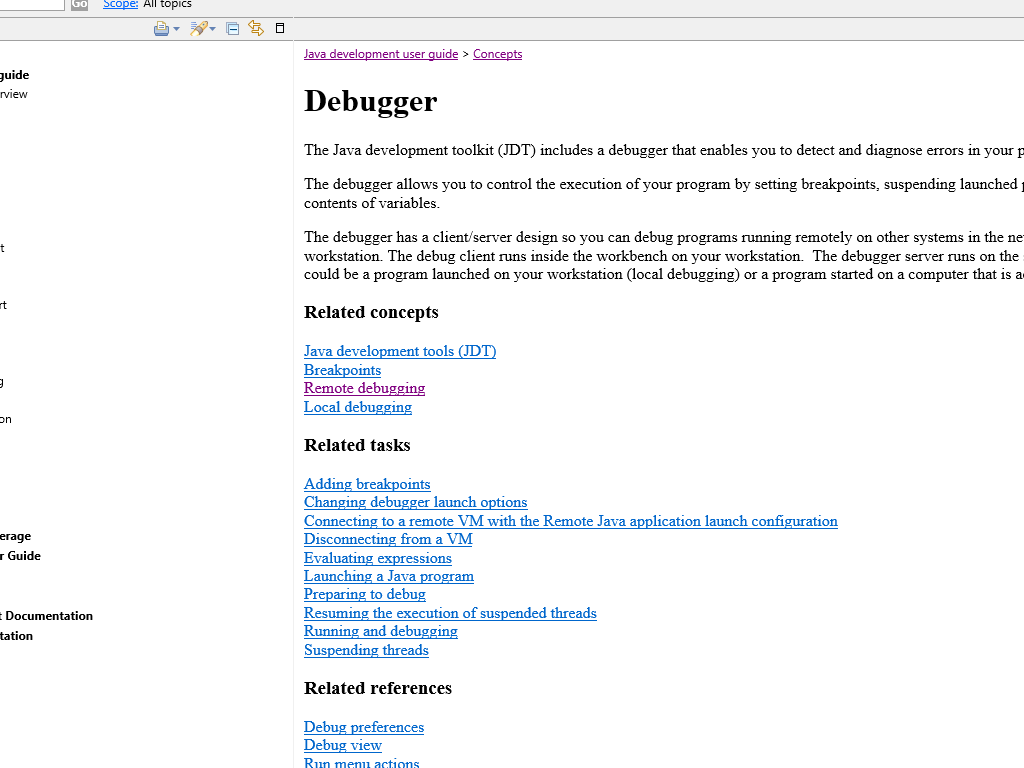 Go Scope: All topics
guide
rview
t
rt
g
on
erage
r Guide
t Documentation
tation
Java development user guide > Concepts
Debugger
The Java development toolkit (JDT) includes a debugger that enables you to detect and diagnose errors in your p
The debugger allows you to control the execution of your program by setting breakpoints, suspending launched p
contents of variables.
The debugger has a client/server design so you can debug programs running remotely on other systems in the ne
workstation. The debug client runs inside the workbench on your workstation.  The debugger server runs on the s
could be a program launched on your workstation (local debugging) or a program started on a computer that is a
Related concepts
Java development tools (JDT)
Breakpoints
Remote debugging
Local debugging
Related tasks
Adding breakpoints
Changing debugger launch options
Connecting to a remote VM with the Remote Java application launch configuration
Disconnecting from a VM
Evaluating expressions
Launching a Java program
Preparing to debug
Resuming the execution of suspended threads
Running and debugging
Suspending threads
Related references
Debug preferences
Debug view
Run menu actions